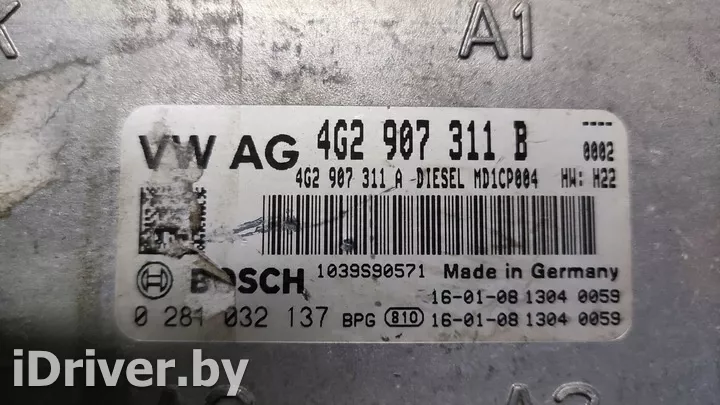 K A1
VW AG 4G2 907 311 B ---- 0002
4G2 907 311 A DIESEL MD1CP004 HW: H22
BOSCH 1039S90571 Made in Germany
16-01-08 1304 0059
0 281 032 137 BPG 810 16-01-08 1304 0059
iDriver.by